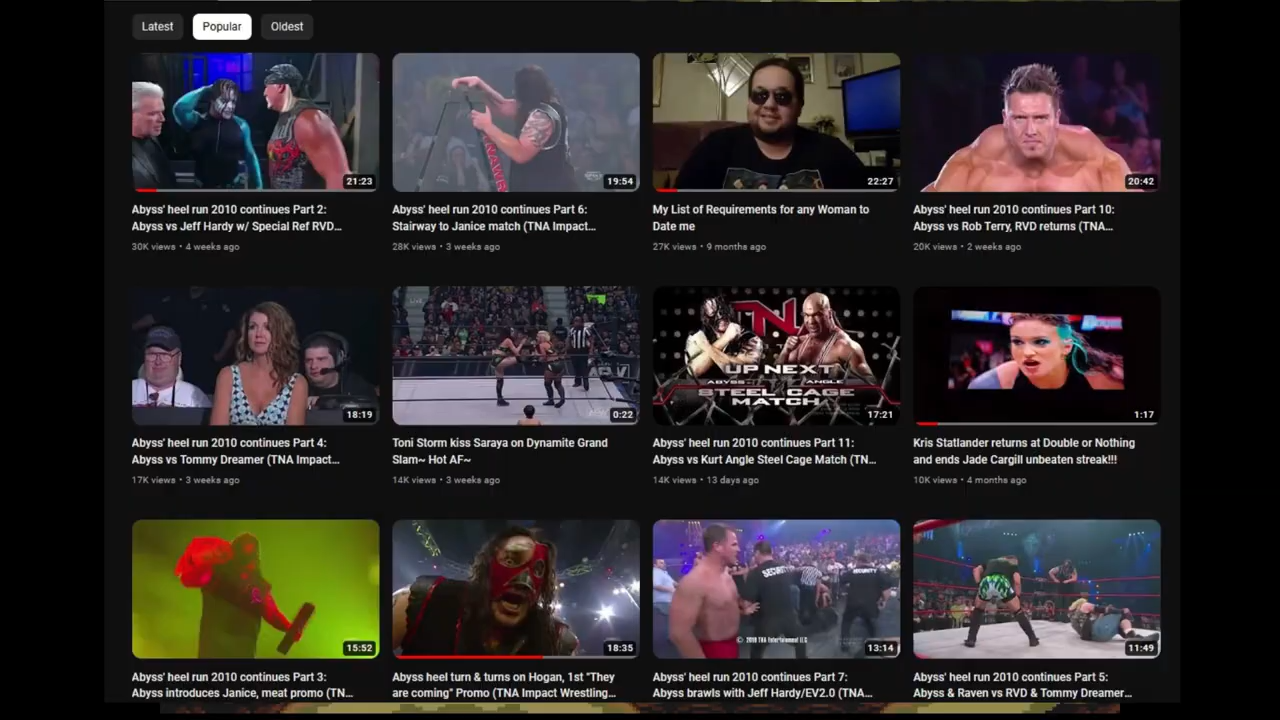 Latest
Popular
Oldest
21:23
19:54
22:27
20:42
Abyss' heel run 2010 continues Part 2:
Abyss vs Jeff Hardy w/ Special Ref RVD...
30K views • 4 weeks ago
Abyss' heel run 2010 continues Part 6:
Stairway to Janice match (TNA Impact...
28K views • 3 weeks ago
My List of Requirements for any Woman to
Date me
27K views • 9 months ago
Abyss' heel run 2010 continues Part 10:
Abyss vs Rob Terry, RVD returns (TNA...
20K views • 2 weeks ago
UP NEXT
ABYSS
ANGLE
STEEL CAGE
MATCH
18:19
0:22
17:21
1:17
Abyss' heel run 2010 continues Part 4:
Abyss vs Tommy Dreamer (TNA Impact...
17K views • 3 weeks ago
Toni Storm kiss Saraya on Dynamite Grand
Slam~ Hot AF~
14K views • 3 weeks ago
Abyss' heel run 2010 continues Part 11:
Abyss vs Kurt Angle Steel Cage Match (TN...
14K views • 13 days ago
Kris Statlander returns at Double or Nothing
and ends Jade Cargill unbeaten streak!!!
10K views • 4 months ago
SECURITY
SECURITY
© 2010 TNA Entertainment LLC
15:52
18:35
13:14
11:49
Abyss' heel run 2010 continues Part 3:
Abyss introduces Janice, meat promo (TN...
Abyss heel turn & turns on Hogan, 1st "They
are coming" Promo (TNA Impact Wrestling...
Abyss' heel run 2010 continues Part 7:
Abyss brawls with Jeff Hardy/EV2.0 (TNA...
Abyss' heel run 2010 continues Part 5:
Abyss & Raven vs RVD & Tommy Dreamer...